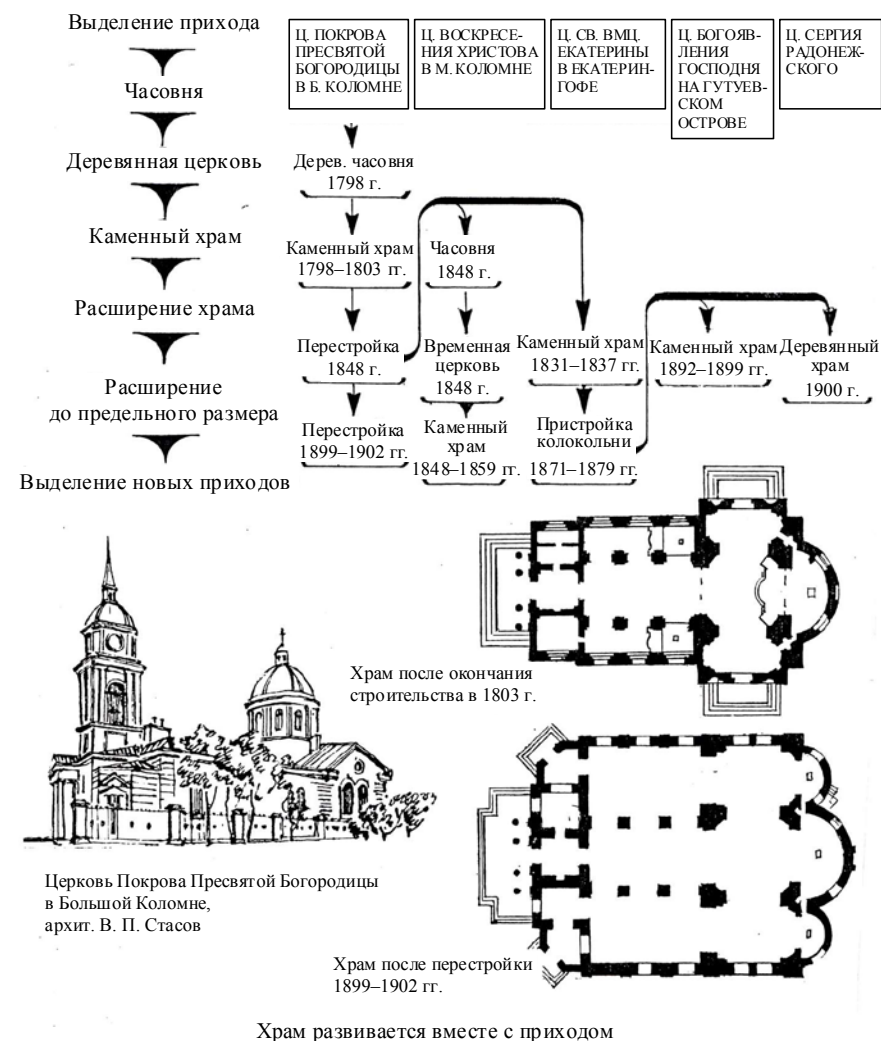 Выделение прихода
Часовня
Деревянная церковь
Каменный храм
Расширение храма
Расширение
до предельного размера
Выделение новых приходов
Ц. ПОКРОВА
ПРЕСВЯТОЙ
БОГОРОДИЦЫ
В Б. КОЛОМНЕ
Ц. ВОСКРЕСЕ-
НИЯ ХРИСТОВА
В М. КОЛОМНЕ
Ц. СВ. ВМЦ.
ЕКАТЕРИНЫ
В ЕКАТЕРИН-
ГОФЕ
Ц. БОГОЯВ-
ЛЕНИЯ
ГОСПОДНЯ
НА ГУТУЕВ-
СКОМ
ОСТРОВЕ
Ц. СЕРГИЯ
РАДОНЕЖ-
СКОГО
Дерев. часовня
1798 г.
Каменный храм
1798–1803 гг.
Перестройка
1848 г.
Перестройка
1899–1902 гг.
Часовня
1848 г.
Временная
церковь
1848 г.
Каменный
храм
1848–1859 гг.
Каменный храм
1831–1837 гг.
Пристройка
колокольни
1871–1879 гг.
Каменный храм
1892–1899 гг.
Деревянный
храм
1900 г.
Храм после окончания
строительства в 1803 г.
Церковь Покрова Пресвятой Богородицы
в Большой Коломне,
архит. В. П. Стасов
Храм после перестройки
1899–1902 гг.
Храм развивается вместе с приходом